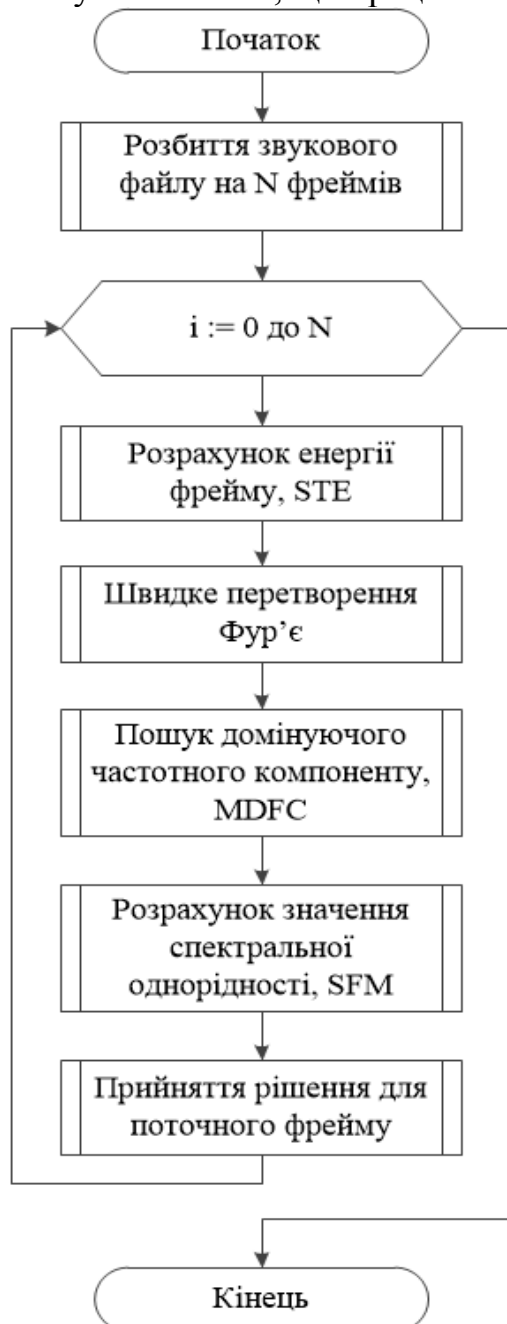 Початок
Розбиття звукового
файлу на N фреймів
i := 0 до N
Розрахунок енергії
фрейму, STE
Швидке перетворення
Фур’є
Пошук домінуючого
частотного компоненту,
MDFC
Розрахунок значення
спектральної
однорідності, SFM
Прийняття рішення для
поточного фрейму
Кінець